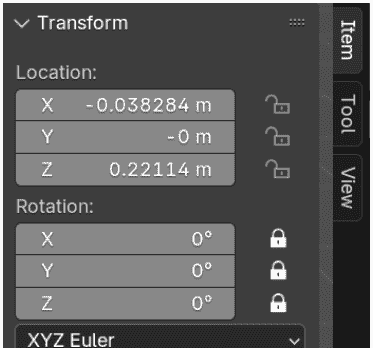 Transform
Location:
X -0.038284 m
Y -0 m
Z 0.22114 m
Rotation:
X 0°
Y 0°
Z 0°
XYZ Euler
Item
Tool
View